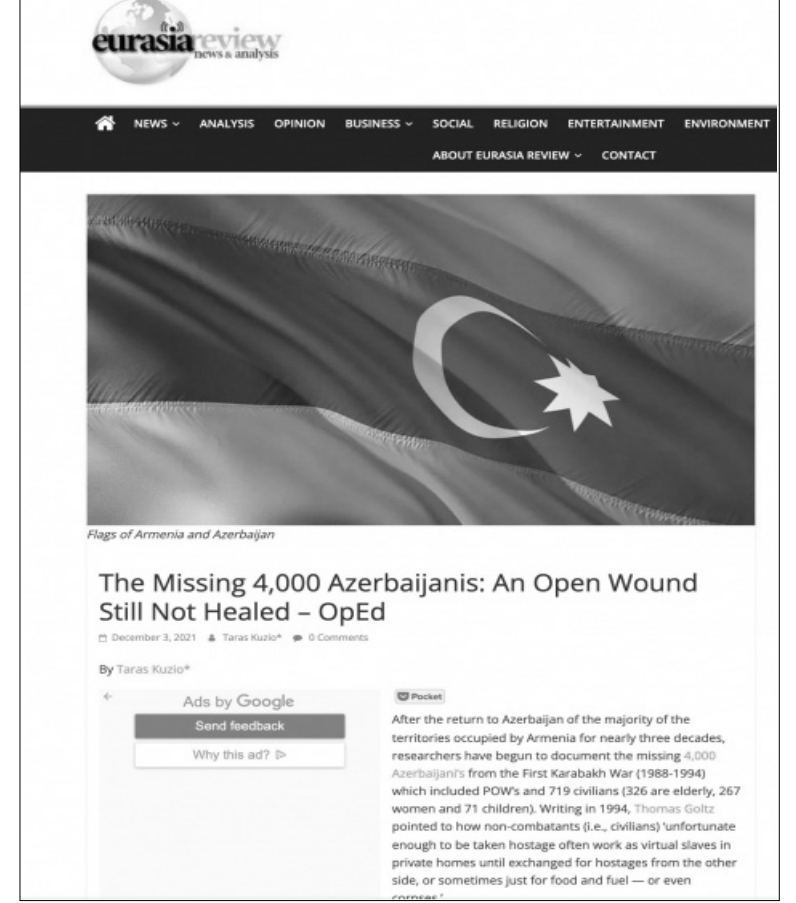 eurasiareview
news & analysis
NEWS ANALYSIS OPINION BUSINESS SOCIAL RELIGION ENTERTAINMENT ENVIRONMENT
ABOUT EURASIA REVIEW CONTACT
Flags of Armenia and Azerbaijan
The Missing 4,000 Azerbaijanis: An Open Wound
Still Not Healed – OpEd
December 3, 2021 Taras Kuzio* 0 Comments
By Taras Kuzio*
Ads by Google
Send feedback
Why this ad?
Pocket
After the return to Azerbaijan of the majority of the
territories occupied by Armenia for nearly three decades,
researchers have begun to document the missing 4,000
Azerbaijani's from the First Karabakh War (1988-1994)
which included POW's and 719 civilians (326 are elderly, 267
women and 71 children). Writing in 1994, Thomas Goltz
pointed to how non-combatants (i.e., civilians) 'unfortunate
enough to be taken hostage often work as virtual slaves in
private homes until exchanged for hostages from the other
side, or sometimes just for food and fuel — or even
corpses.'